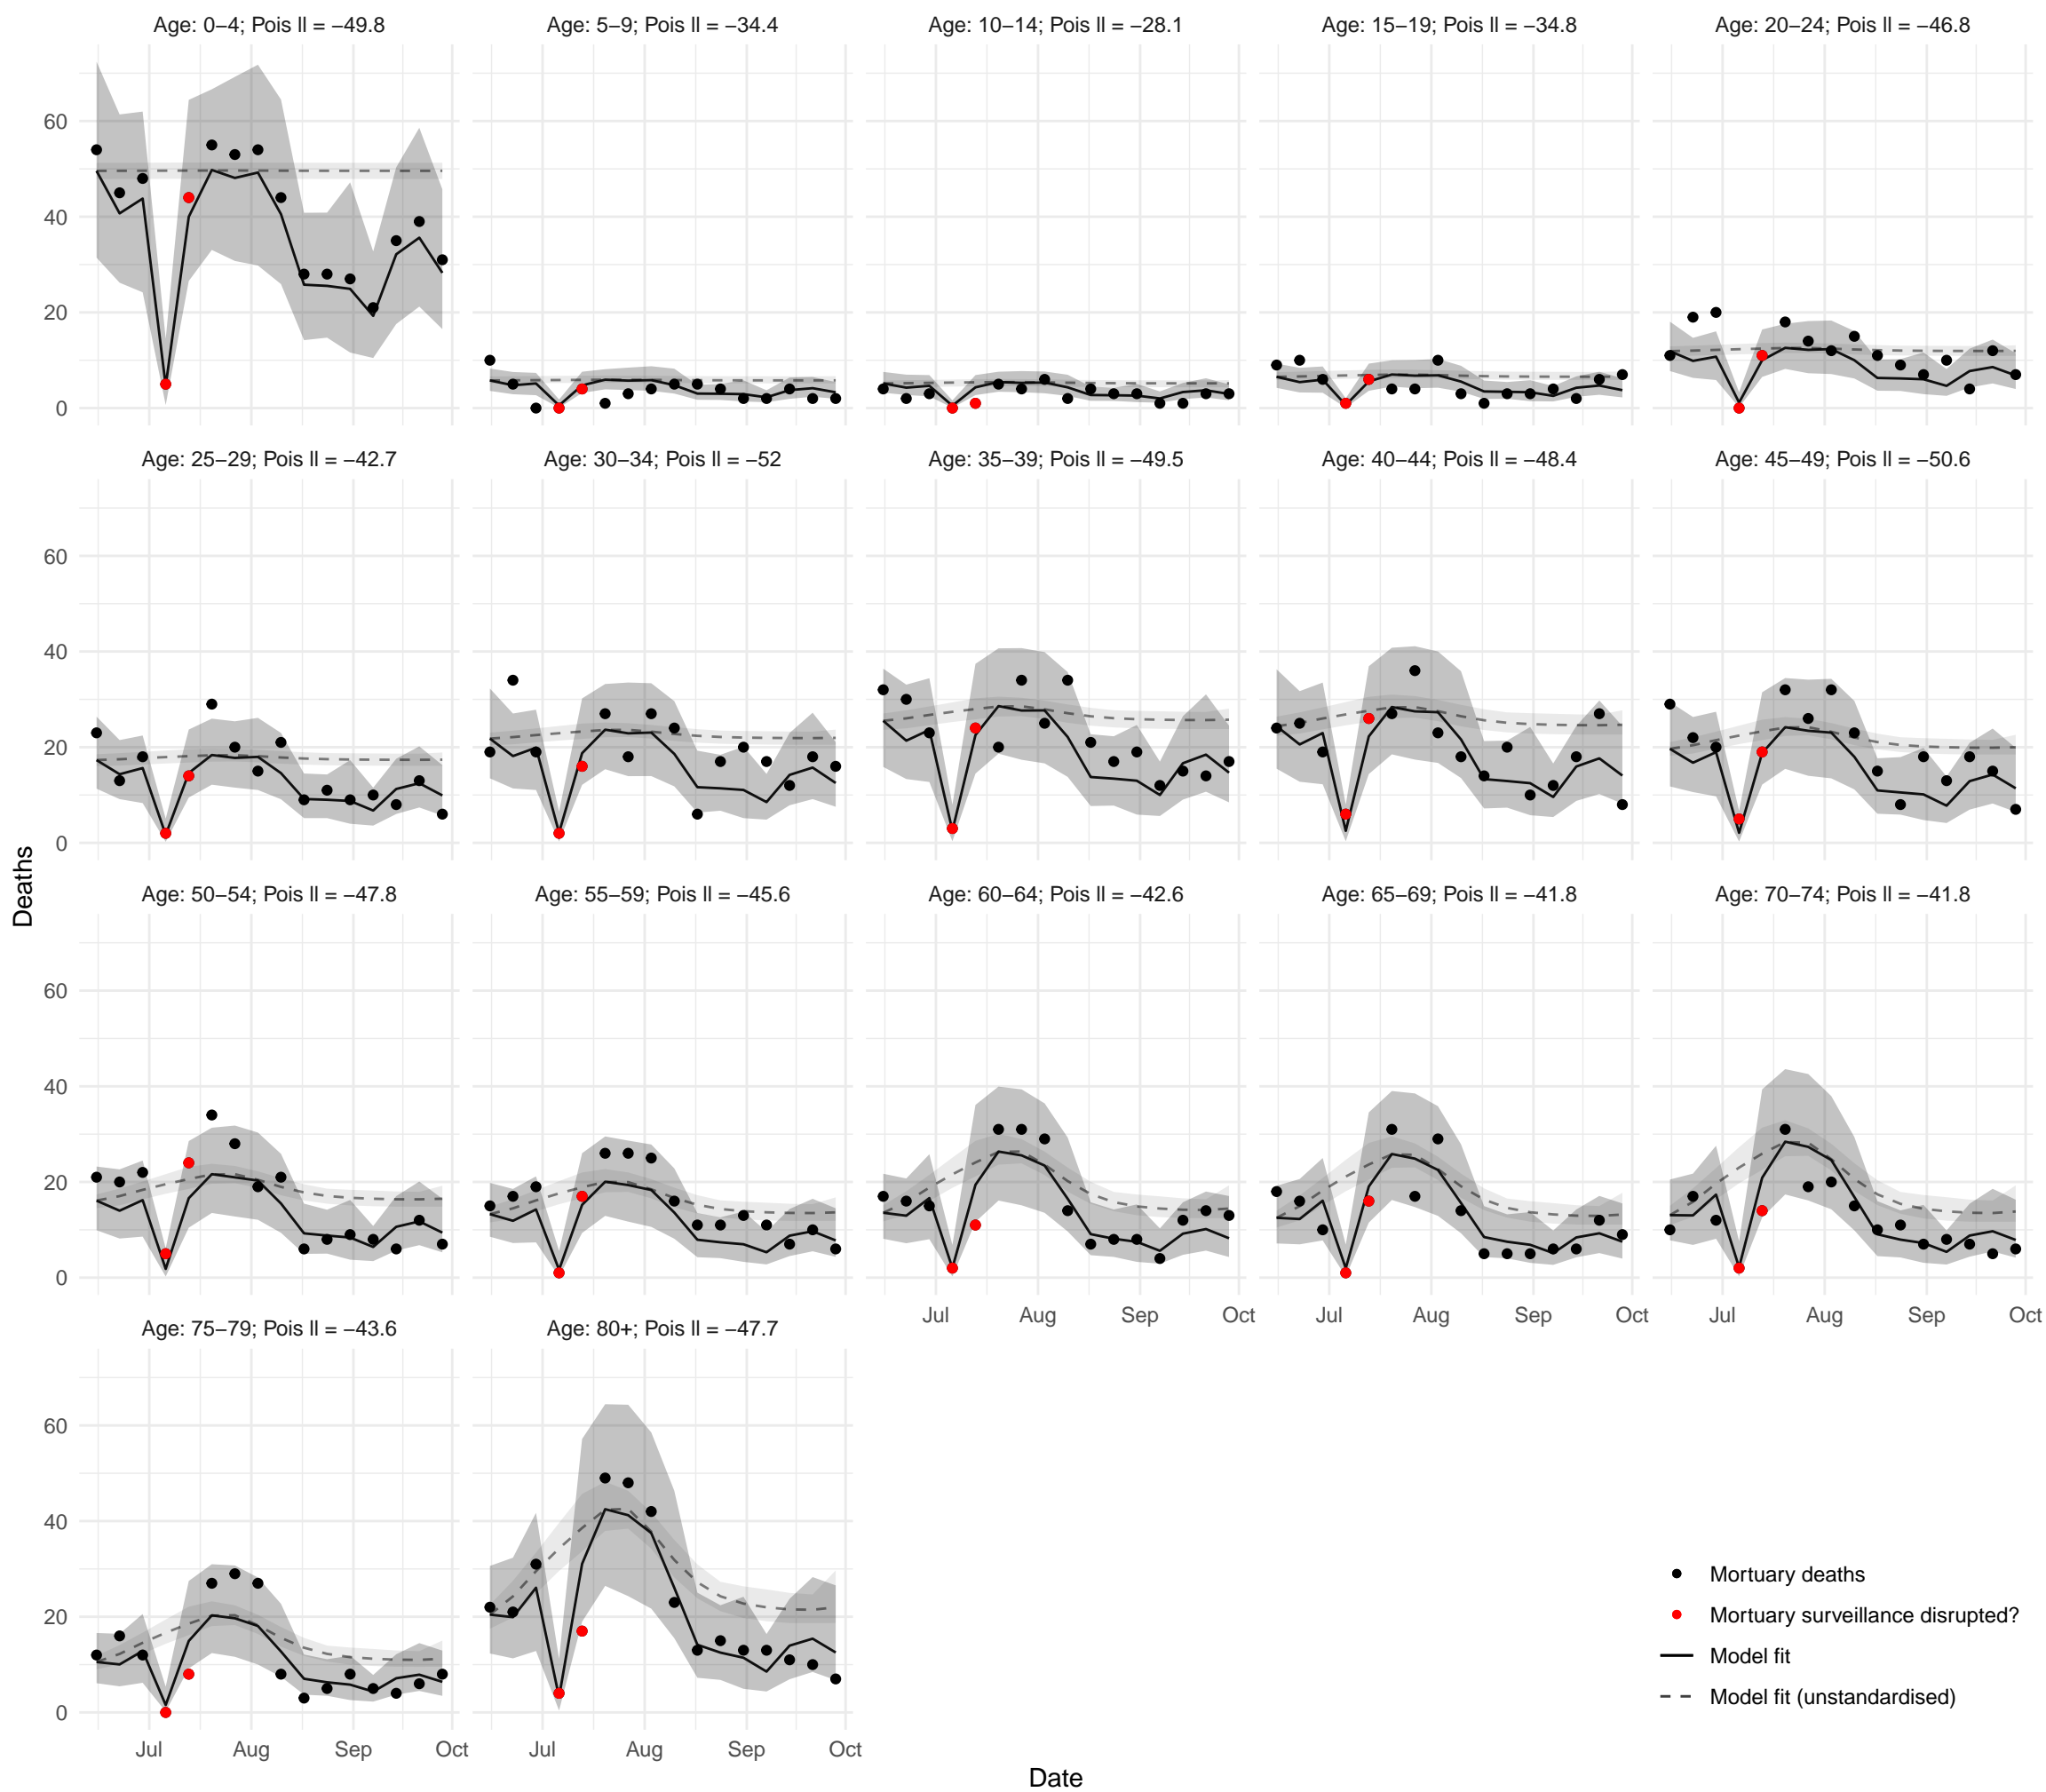 Age: 0−4; Pois ll = −49.8
Age: 5−9; Pois ll = −34.4
Age: 10−14; Pois ll = −28.1
Age: 15−19; Pois ll = −34.8
Age: 20−24; Pois ll = −46.8
60
40
20
0
Age: 25−29; Pois ll = −42.7
Age: 30−34; Pois ll = −52
Age: 35−39; Pois ll = −49.5
Age: 40−44; Pois ll = −48.4
Age: 45−49; Pois ll = −50.6
60
40
20
0
Deaths
Age: 50−54; Pois ll = −47.8
Age: 55−59; Pois ll = −45.6
Age: 60−64; Pois ll = −42.6
Age: 65−69; Pois ll = −41.8
Age: 70−74; Pois ll = −41.8
60
40
20
0
Jul Aug Sep Oct
Jul Aug Sep Oct
Jul Aug Sep Oct
Age: 75−79; Pois ll = −43.6
Age: 80+; Pois ll = −47.7
60
40
20
0
Jul Aug Sep Oct
Jul Aug Sep Oct
Mortuary deaths
Mortuary surveillance disrupted?
Model fit
Model fit (unstandardised)
Date